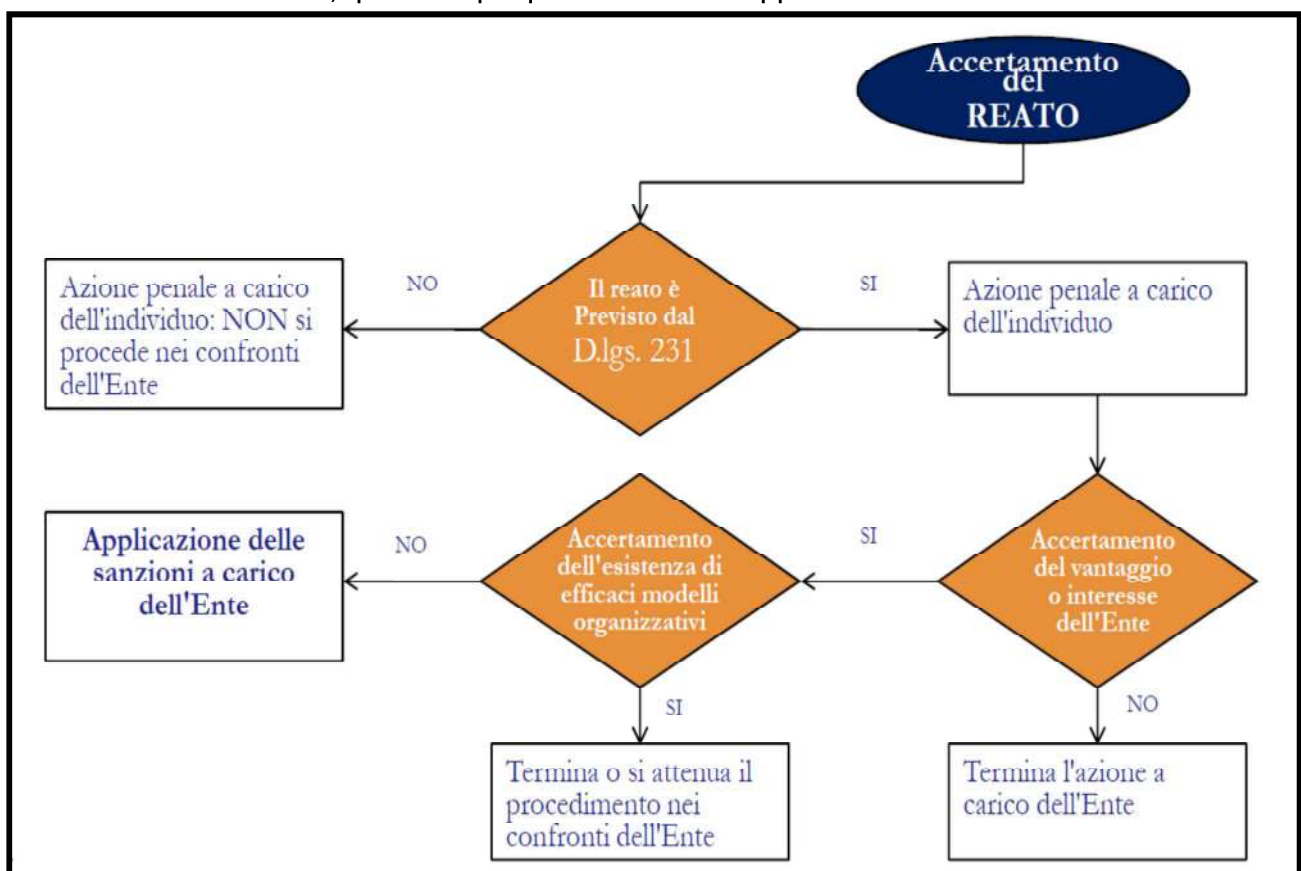 Accertamento
del
REATO
NO
Il reato è
Previsto dal
D.lgs. 231
SI
Azione penale a carico
dell'individuo: NON si
procede nei confronti
dell'Ente
Azione penale a carico
dell'individuo
Applicazione delle
sanzioni a carico
dell'Ente
NO
Accertamento
dell'esistenza di
efficaci modelli
organizzativi
SI
Accertamento
del vantaggio
o interesse
dell'Ente
SI
NO
Termina o si attenua il
procedimento nei
confronti dell'Ente
Termina l'azione a
carico dell'Ente